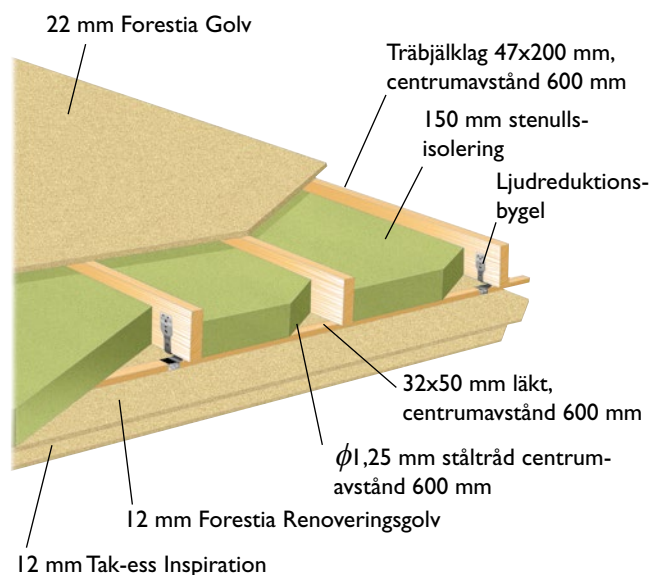 22 mm Forestia Golv
Träbjälklag 47x200 mm,
centrumavstånd 600 mm
150 mm stenulls-
isolering
Ljudreduktions-
bygel
32x50 mm läkt,
centrumavstånd 600 mm
ϕ1,25 mm ståltråd centrum-
avstånd 600 mm
12 mm Forestia Renoveringsgolv
12 mm Tak-ess Inspiration